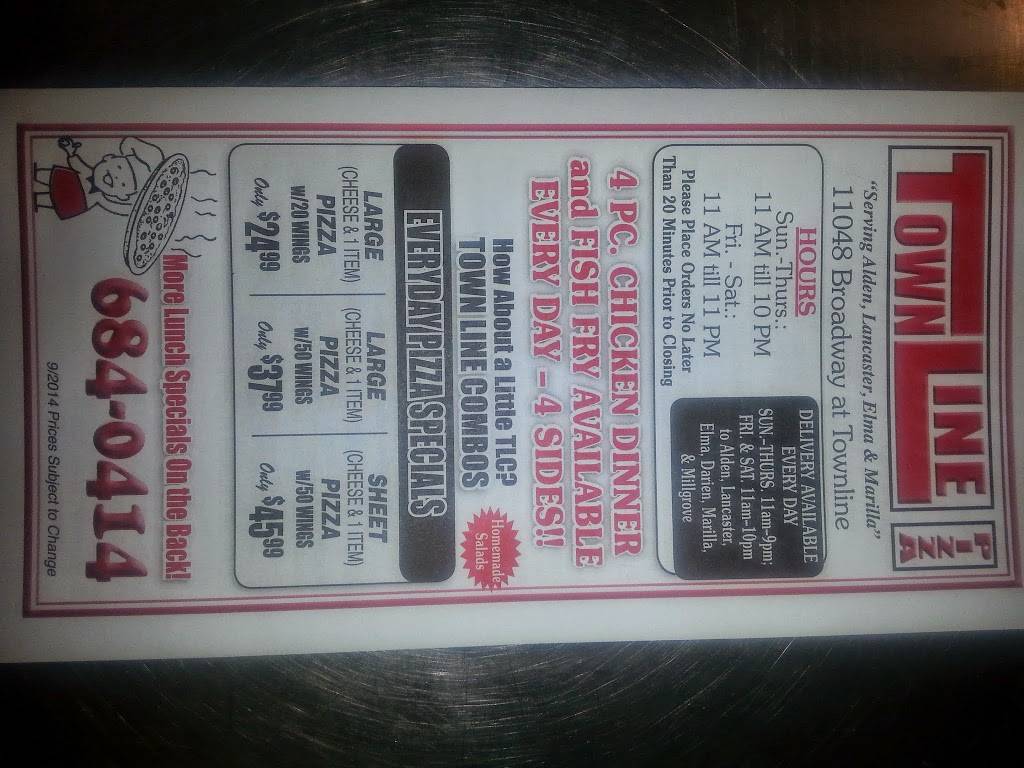 TOWN LINE PIZZA
"Serving Alden, Lancaster, Elma & Marilla"
11048 Broadway at Townline
HOURS
Sun.-Thurs.:
11 AM till 10 PM
Fri - Sat.:
11 AM till 11 PM
Please Place Orders No Later
Than 20 Minutes Prior to Closing
DELIVERY AVAILABLE
EVERY DAY
SUN.-THURS. 11am-9pm;
FRI. & SAT. 11am-10pm
to Alden, Lancaster,
Elma, Darien, Marilla,
& Millgrove
4 PC. CHICKEN DINNER
and FISH FRY AVAILABLE
EVERY DAY - 4 SIDES!!
How About a Little TLC?
TOWN LINE COMBOS
Homemade
Salads
EVERYDAY PIZZA SPECIALS
LARGE
(CHEESE & 1 ITEM)
PIZZA
w/20 WINGS
Only $24.99
LARGE
(CHEESE & 1 ITEM)
PIZZA
w/50 WINGS
Only $37.99
SHEET
(CHEESE & 1 ITEM)
PIZZA
w/50 WINGS
Only $45.99
More Lunch Specials On the Back!
684-0414
9/2014 Prices Subject to Change